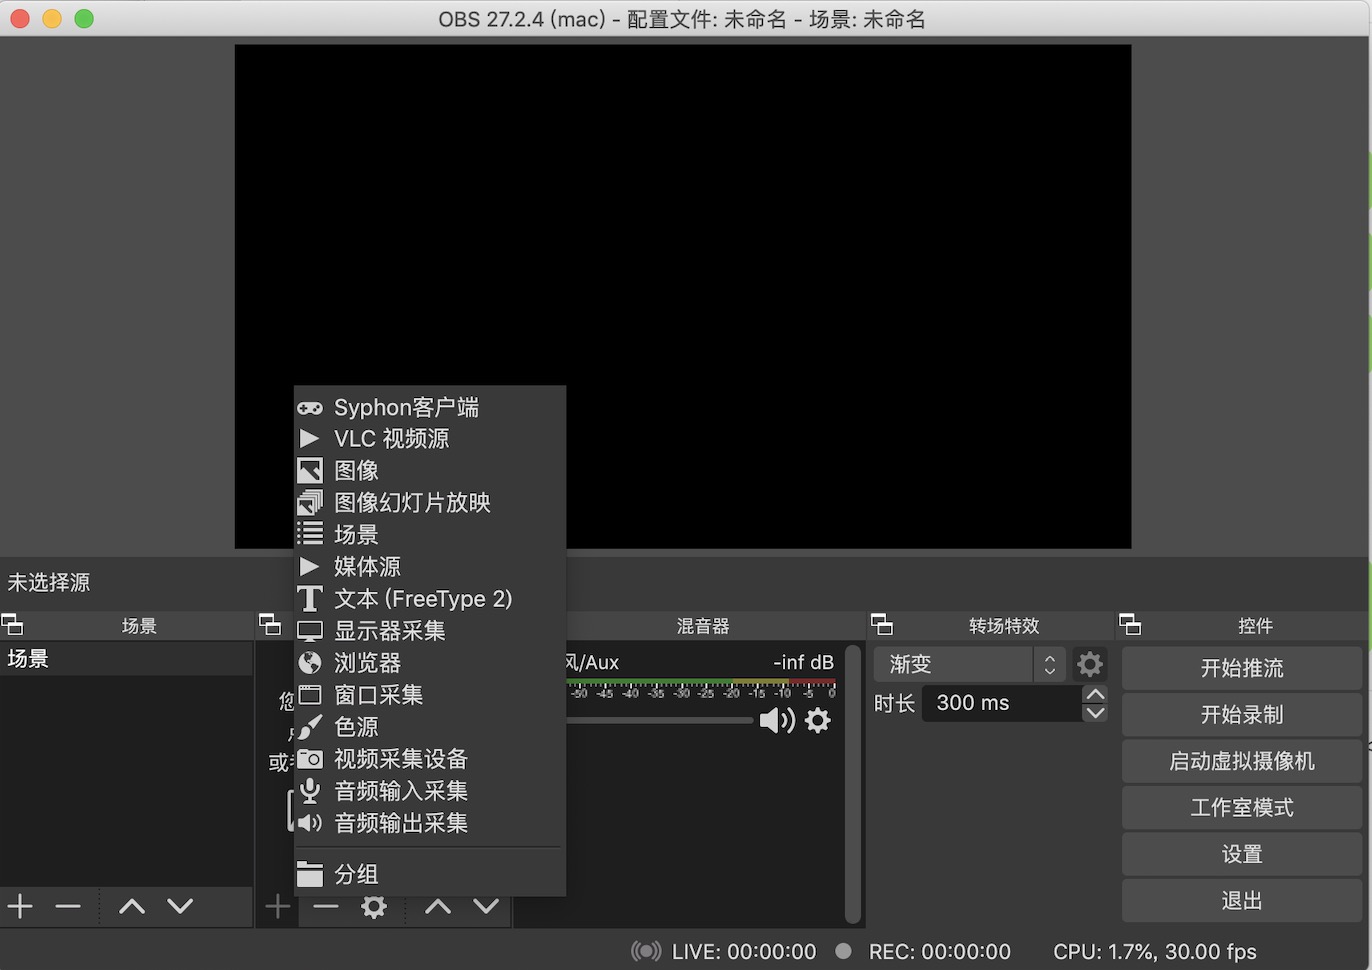 OBS 27.2.4 (mac) - 配置文件: 未命名 - 场景: 未命名
Syphon客户端
VLC 视频源
图像
图像幻灯片放映
场景
媒体源
文本 (FreeType 2)
显示器采集
浏览器
窗口采集
色源
视频采集设备
音频输入采集
音频输出采集
分组
未选择源
场景
场景
您
或
混音器
风/Aux
-inf dB
-50 -45 -40 -35 -30 -25 -20 -15 -10 -5 0
转场特效
渐变
时长
300 ms
控件
开始推流
开始录制
启动虚拟摄像机
工作室模式
设置
退出
LIVE: 00:00:00
REC: 00:00:00
CPU: 1.7%, 30.00 fps